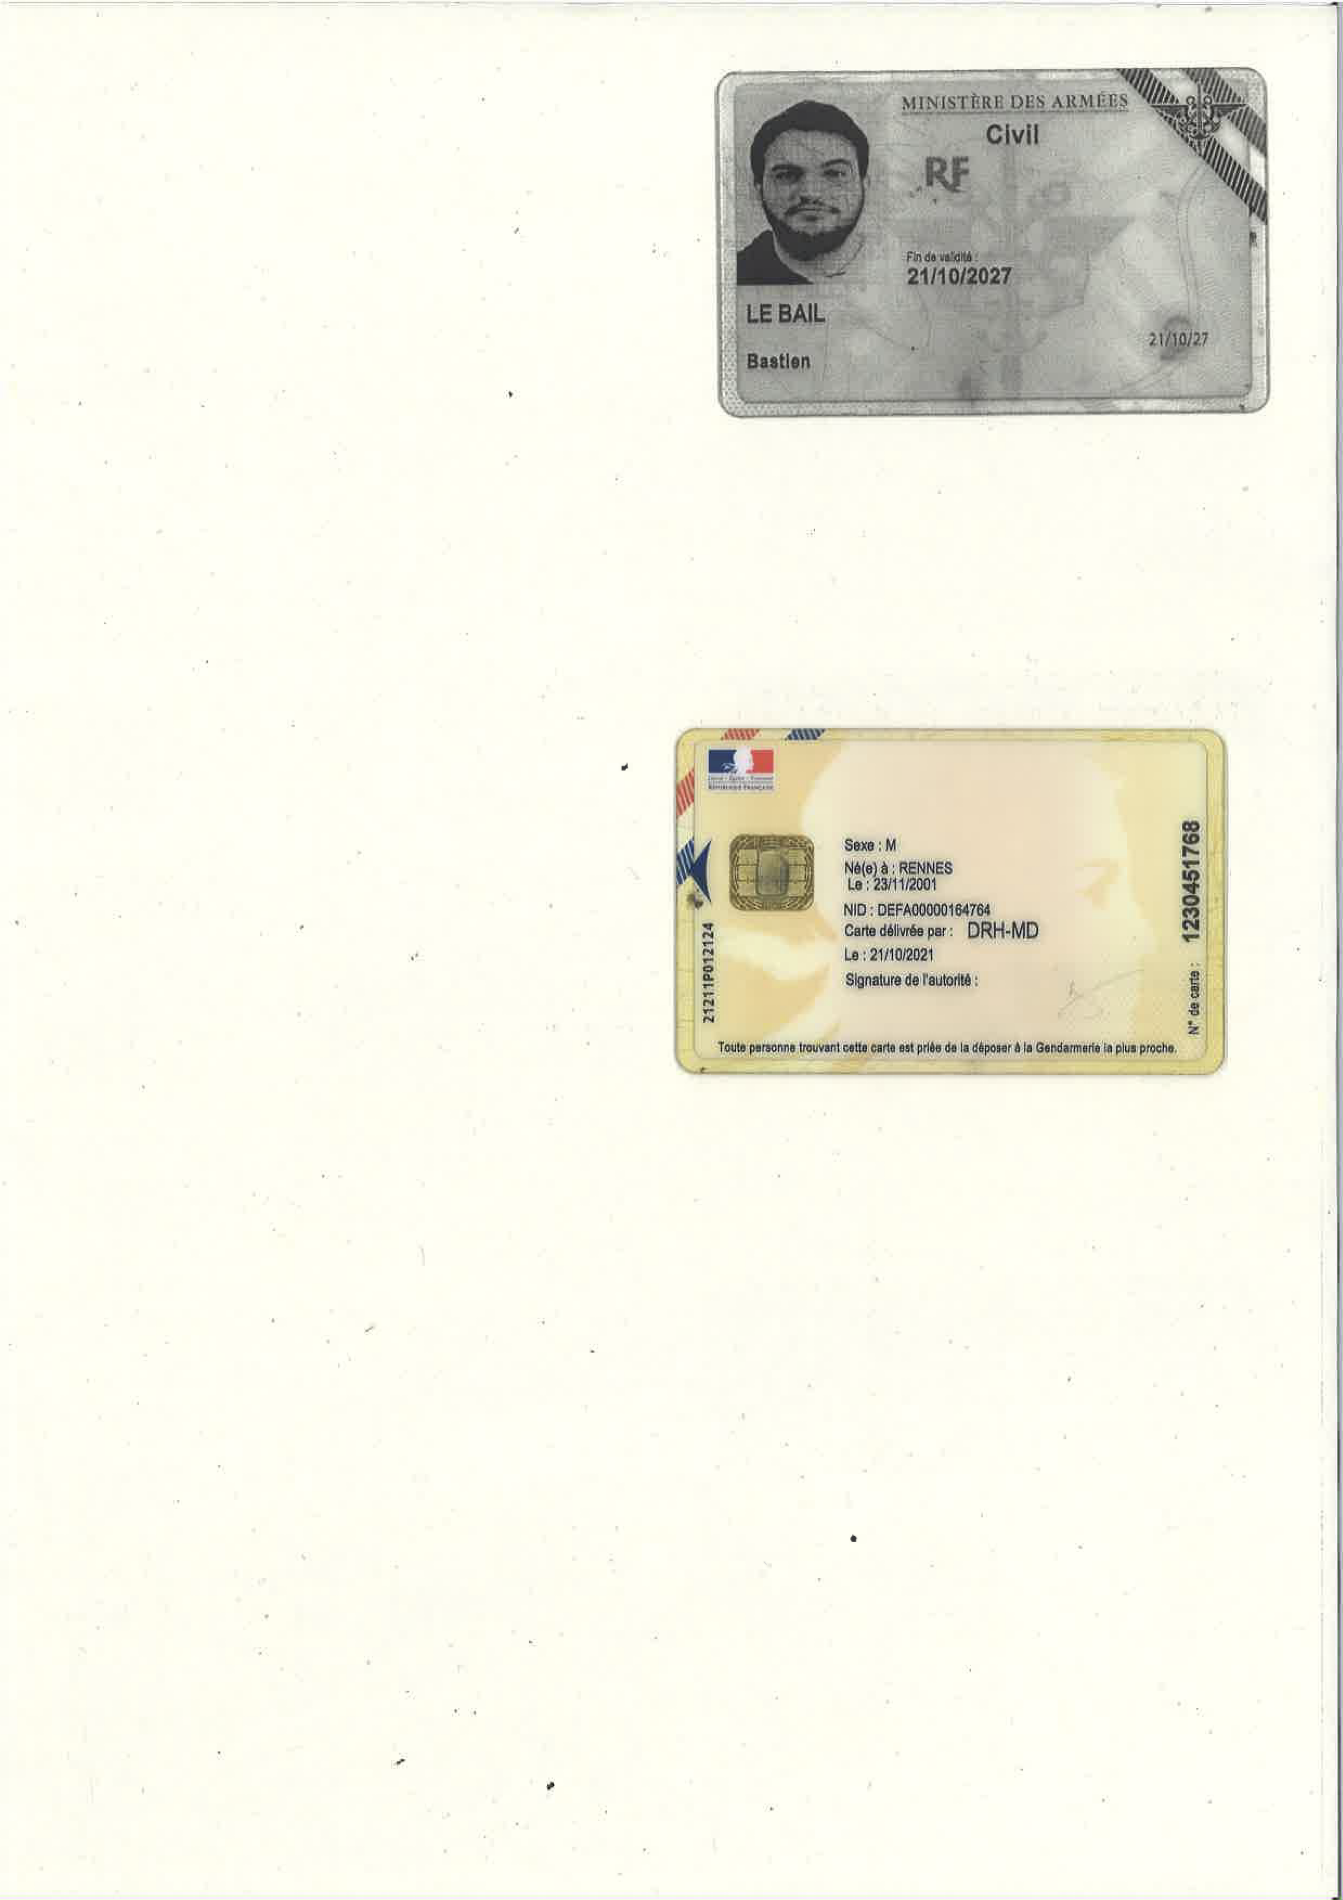 MINISTÈRE DES ARMÉES
Civil
RF
Fin de validité :
21/10/2027
LE BAIL
21/10/27
Bastien
RÉPUBLIQUE FRANÇAISE
Sexe : M
Né(e) à : RENNES
Le : 23/11/2001
NID : DEFA00000164764
Carte délivrée par : DRH-MD
Le : 21/10/2021
Signature de l'autorité :
21211P012124
N° de carte : 1230451768
Toute personne trouvant cette carte est priée de la déposer à la Gendarmerie la plus proche.